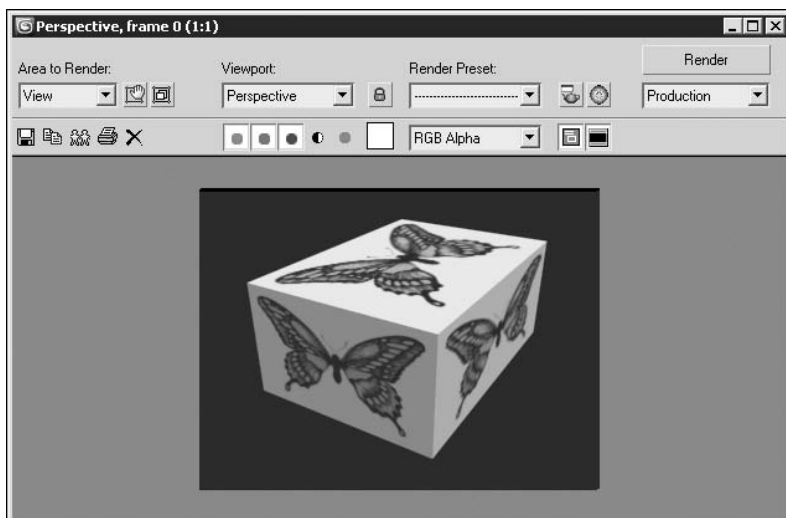 Perspective, frame 0 (1:1)
Area to Render:
Viewport:
Render Preset:
Render
View
Perspective
Production
RGB Alpha